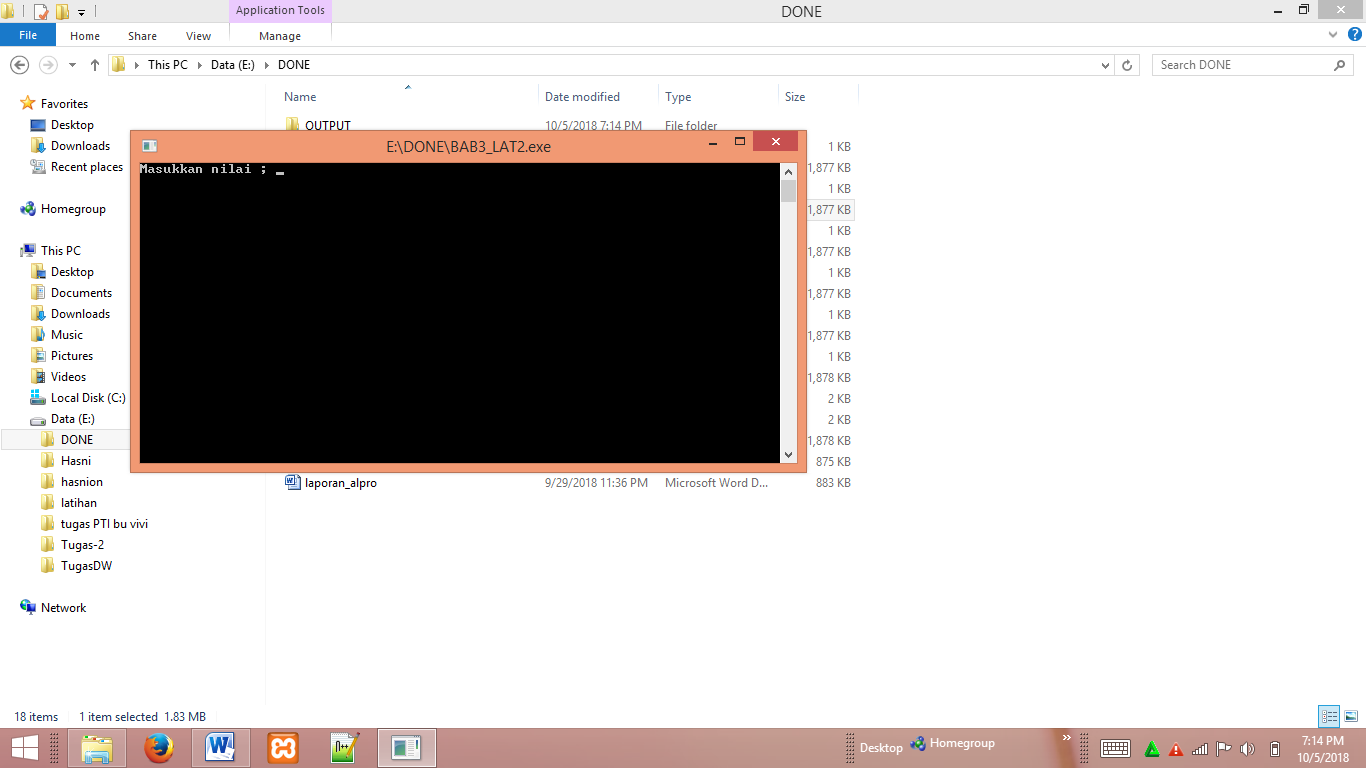 Application Tools
DONE
File
Home
Share
View
Manage
This PC
Data (E:)
DONE
Search DONE
Name
Date modified
Type
Size
Favorites
Desktop
Downloads
Recent places
Homegroup
This PC
Desktop
Documents
Downloads
Music
Pictures
Videos
Local Disk (C:)
Data (E:)
DONE
Hasni
hasnion
latihan
tugas PTI bu vivi
Tugas-2
TugasDW
Network
OUTPUT 10/5/2018 7:14 PM File folder
1 KB
1,877 KB
1 KB
1,877 KB
1 KB
1,877 KB
1 KB
1,877 KB
1 KB
1,877 KB
1 KB
1,878 KB
2 KB
2 KB
1,878 KB
875 KB
laporan_alpro 9/29/2018 11:36 PM Microsoft Word D... 883 KB
E:\DONE\BAB3_LAT2.exe
Masukkan nilai ; _
18 items 1 item selected 1.83 MB
Desktop
Homegroup
7:14 PM
10/5/2018